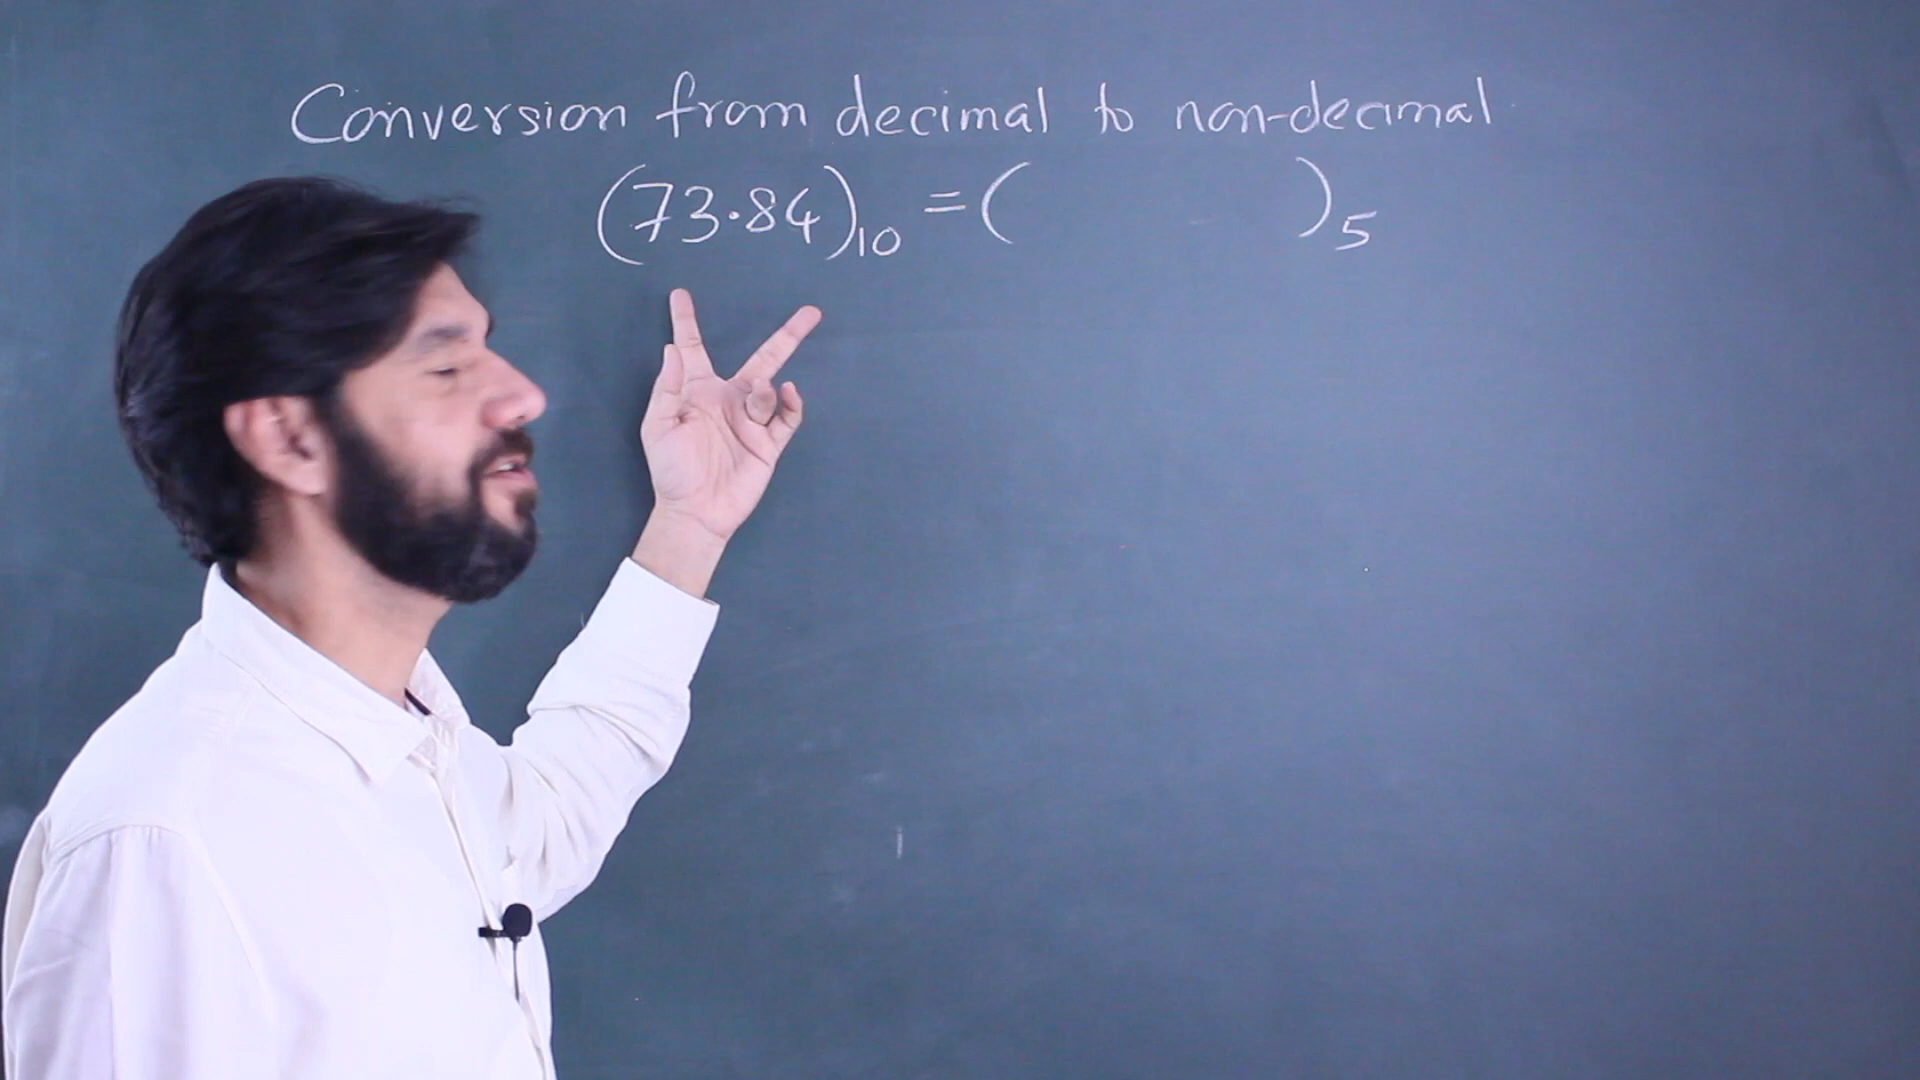 Conversion from decimal to non-decimal
(73.84)₁₀ = ( )₅